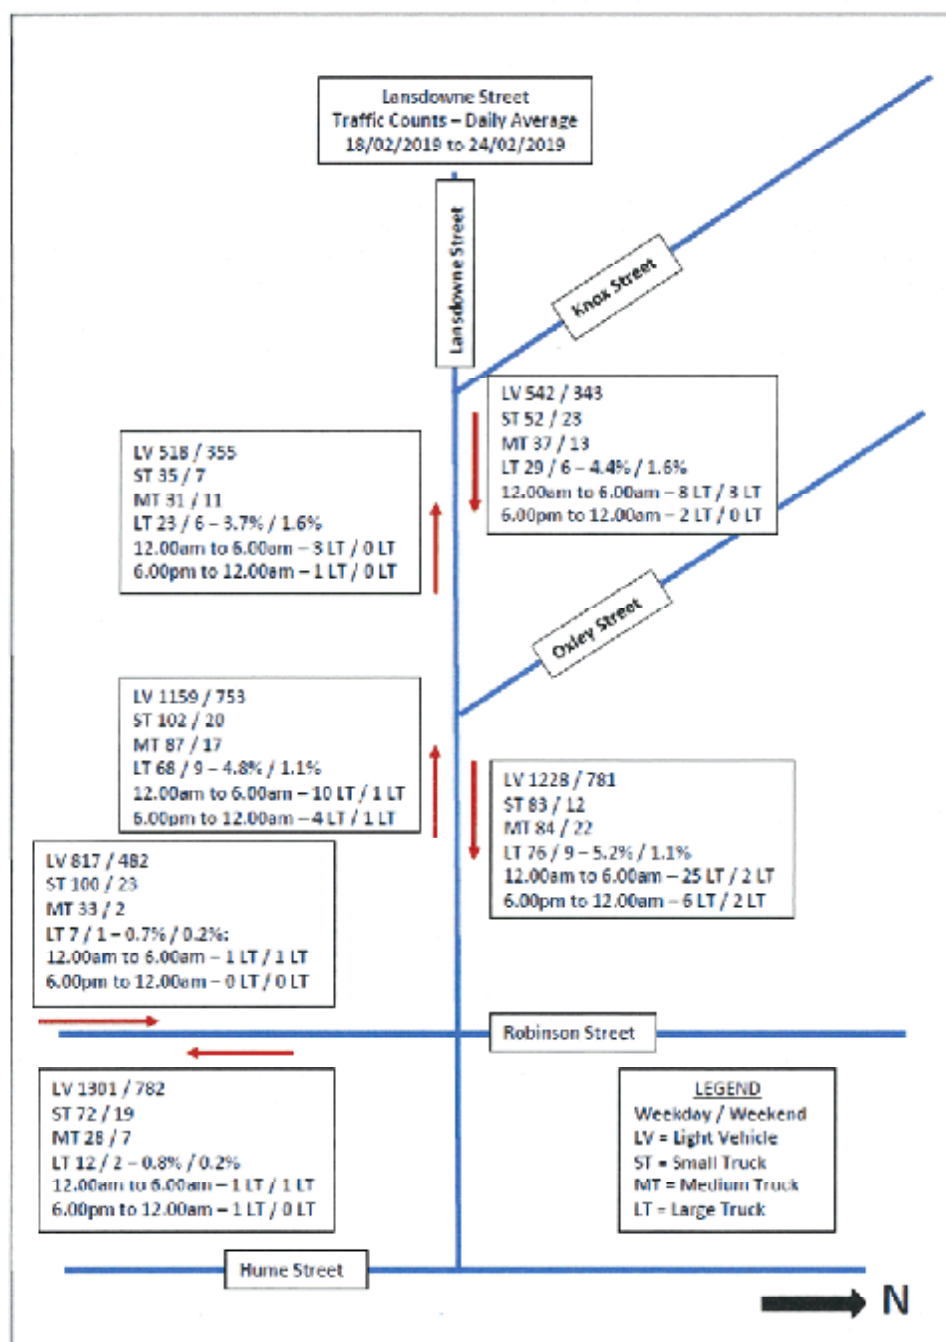 Lansdowne Street
Traffic Counts – Daily Average
18/02/2019 to 24/02/2019
Lansdowne Street
Knox Street
LV 542 / 343
ST 52 / 23
MT 37 / 13
LT 29 / 6 – 4.4% / 1.6%
12.00am to 6.00am – 8 LT / 3 LT
6.00pm to 12.00am – 2 LT / 0 LT
LV 518 / 355
ST 35 / 7
MT 31 / 11
LT 23 / 6 – 3.7% / 1.6%
12.00am to 6.00am – 3 LT / 0 LT
6.00pm to 12.00am – 1 LT / 0 LT
Oxley Street
LV 1159 / 753
ST 102 / 20
MT 87 / 17
LT 68 / 9 – 4.8% / 1.1%
12.00am to 6.00am – 10 LT / 1 LT
6.00pm to 12.00am – 4 LT / 1 LT
LV 1228 / 781
ST 83 / 12
MT 84 / 22
LT 76 / 9 – 5.2% / 1.1%
12.00am to 6.00am – 25 LT / 2 LT
6.00pm to 12.00am – 6 LT / 2 LT
LV 817 / 482
ST 100 / 23
MT 33 / 2
LT 7 / 1 – 0.7% / 0.2%:
12.00am to 6.00am – 1 LT / 1 LT
6.00pm to 12.00am – 0 LT / 0 LT
Robinson Street
LV 1301 / 782
ST 72 / 19
MT 28 / 7
LT 12 / 2 – 0.8% / 0.2%
12.00am to 6.00am – 1 LT / 1 LT
6.00pm to 12.00am – 1 LT / 0 LT
LEGEND
Weekday / Weekend
LV = Light Vehicle
ST = Small Truck
MT = Medium Truck
LT = Large Truck
Hume Street
N